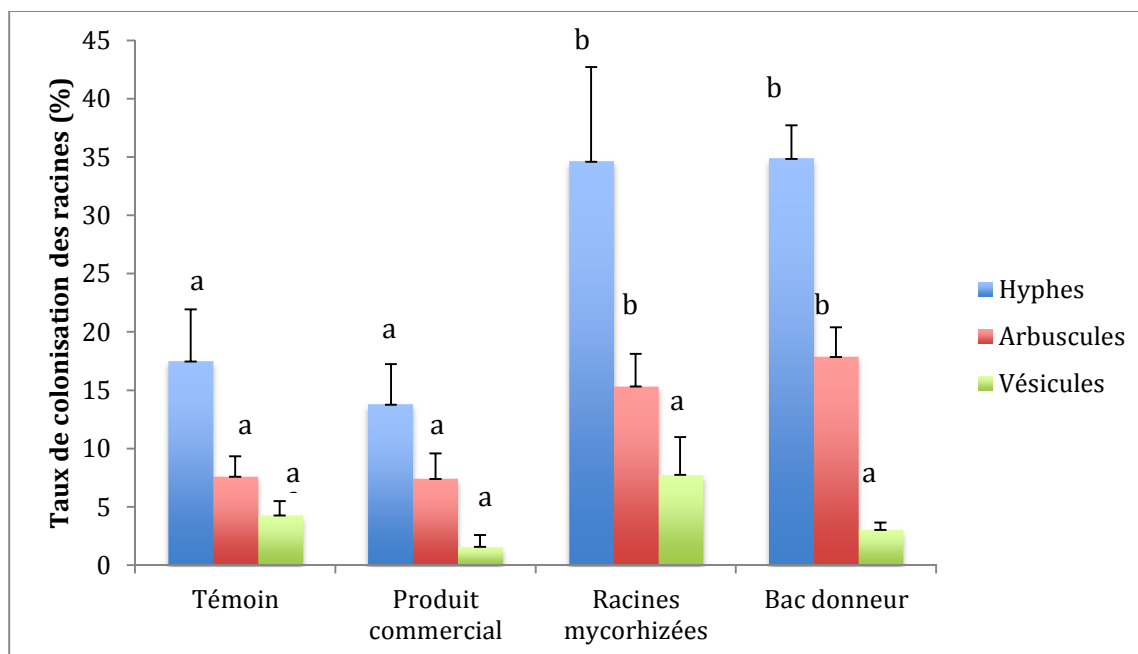 Taux de colonisation des racines (%)
45
40
35
30
25
20
15
10
5
0
a
a
a
a
a
a
b
b
a
b
b
a
Témoin
Produit
commercial
Racines
mycorhizées
Bac donneur
Hyphes
Arbuscules
Vésicules